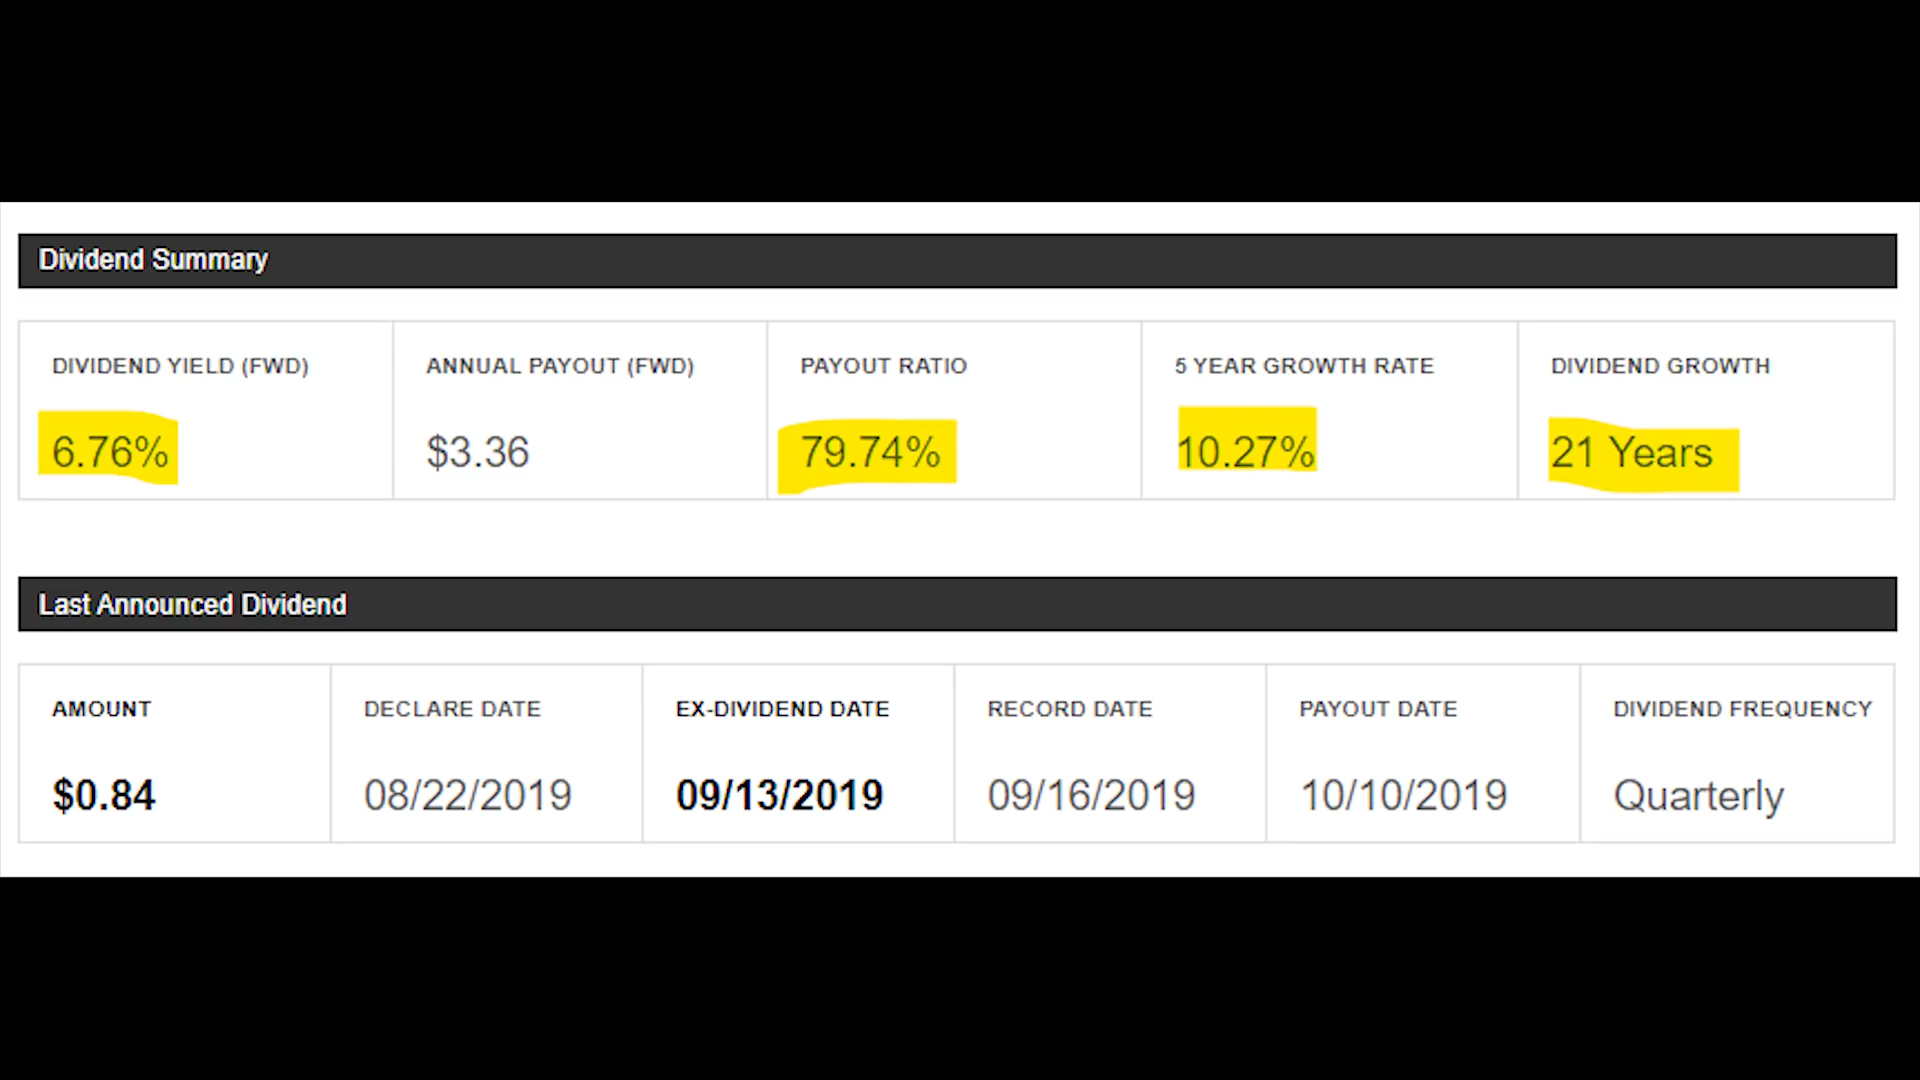 Dividend Summary
DIVIDEND YIELD (FWD) ANNUAL PAYOUT (FWD) PAYOUT RATIO 5 YEAR GROWTH RATE DIVIDEND GROWTH
6.76% $3.36 79.74% 10.27% 21 Years
Last Announced Dividend
AMOUNT DECLARE DATE EX-DIVIDEND DATE RECORD DATE PAYOUT DATE DIVIDEND FREQUENCY
$0.84 08/22/2019 09/13/2019 09/16/2019 10/10/2019 Quarterly